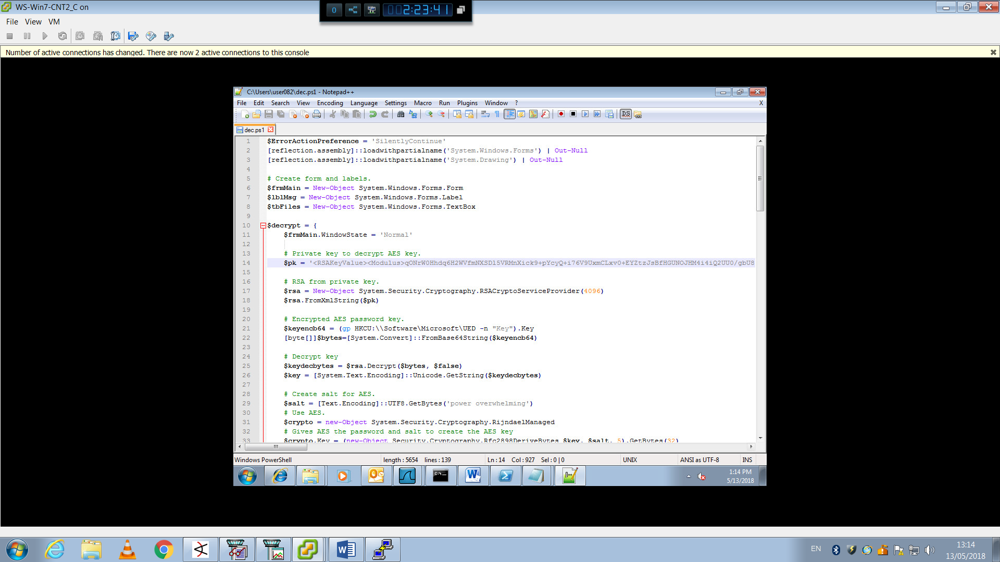 WS-Win7-CNT2_C on
0
2:23:41
File View VM
Number of active connections has changed. There are now 2 active connections to this console
C:\Users\user082\dec.ps1 - Notepad++
File Edit Search View Encoding Language Settings Macro Run Plugins Window ?
X
dec.ps1
1 $ErrorActionPreference = 'SilentlyContinue'
2 [reflection.assembly]::loadwithpartialname('System.Windows.Forms') | Out-Null
3 [reflection.assembly]::loadwithpartialname('System.Drawing') | Out-Null
4
5 # Create form and labels.
6 $frmMain = New-Object System.Windows.Forms.Form
7 $lblMsg = New-Object System.Windows.Forms.Label
8 $tbFiles = New-Object System.Windows.Forms.TextBox
9
10 $decrypt = {
11 $frmMain.WindowState = 'Normal'
12
13 # Private key to decrypt AES key.
14 $pk = '<RSAKeyValue><Modulus>qONrW0Hhdq6H2WVfmNXSDl5VRMnXick9+pYcyQ+i76V9UxmCLxv0+EYZtzJsBfHGUNOJHM4i4iQ2UU0/gbU8
15
16 # RSA from private key.
17 $rsa = New-Object System.Security.Cryptography.RSACryptoServiceProvider(4096)
18 $rsa.FromXmlString($pk)
19
20 # Encrypted AES password key.
21 $keyencb64 = (gp HKCU:\\Software\Microsoft\UED -n "Key").Key
22 [byte[]]$bytes=[System.Convert]::FromBase64String($keyencb64)
23
24 # Decrypt key
25 $keydecbytes = $rsa.Decrypt($bytes, $false)
26 $key = [System.Text.Encoding]::Unicode.GetString($keydecbytes)
27
28 # Create salt for AES.
29 $salt = [Text.Encoding]::UTF8.GetBytes('power overwhelming')
30 # Use AES.
31 $crypto = new-Object System.Security.Cryptography.RijndaelManaged
32 # Gives AES the password and salt to create the AES key
33 $crypto.Key = (new-Object Security.Cryptography.Rfc2898DeriveBytes $key, $salt, 5).GetBytes(32)
Windows PowerShell length : 5654 lines : 139 Ln : 14 Col : 927 Sel : 0 | 0 UNIX ANSI as UTF-8 INS
1:14 PM
5/13/2018
EN
13:14
13/05/2018